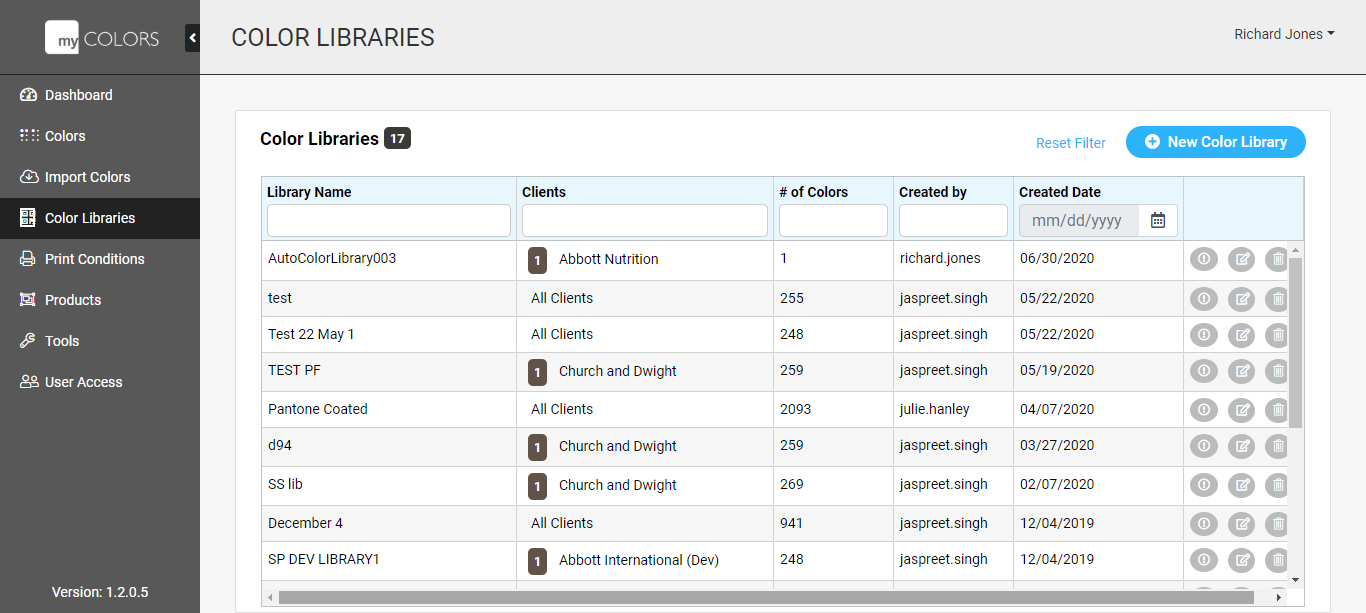 my COLORS
COLOR LIBRARIES
Richard Jones
Dashboard
Colors
Import Colors
Color Libraries
Print Conditions
Products
Tools
User Access
Version: 1.2.0.5
Color Libraries 17
Reset Filter
New Color Library
Library Name Clients # of Colors Created by Created Date
mm/dd/yyyy
AutoColorLibrary003 1 Abbott Nutrition 1 richard.jones 06/30/2020
test All Clients 255 jaspreet.singh 05/22/2020
Test 22 May 1 All Clients 248 jaspreet.singh 05/22/2020
TEST PF 1 Church and Dwight 259 jaspreet.singh 05/19/2020
Pantone Coated All Clients 2093 julie.hanley 04/07/2020
d94 1 Church and Dwight 259 jaspreet.singh 03/27/2020
SS lib 1 Church and Dwight 269 jaspreet.singh 02/07/2020
December 4 All Clients 941 jaspreet.singh 12/04/2019
SP DEV LIBRARY1 1 Abbott International (Dev) 248 jaspreet.singh 12/04/2019